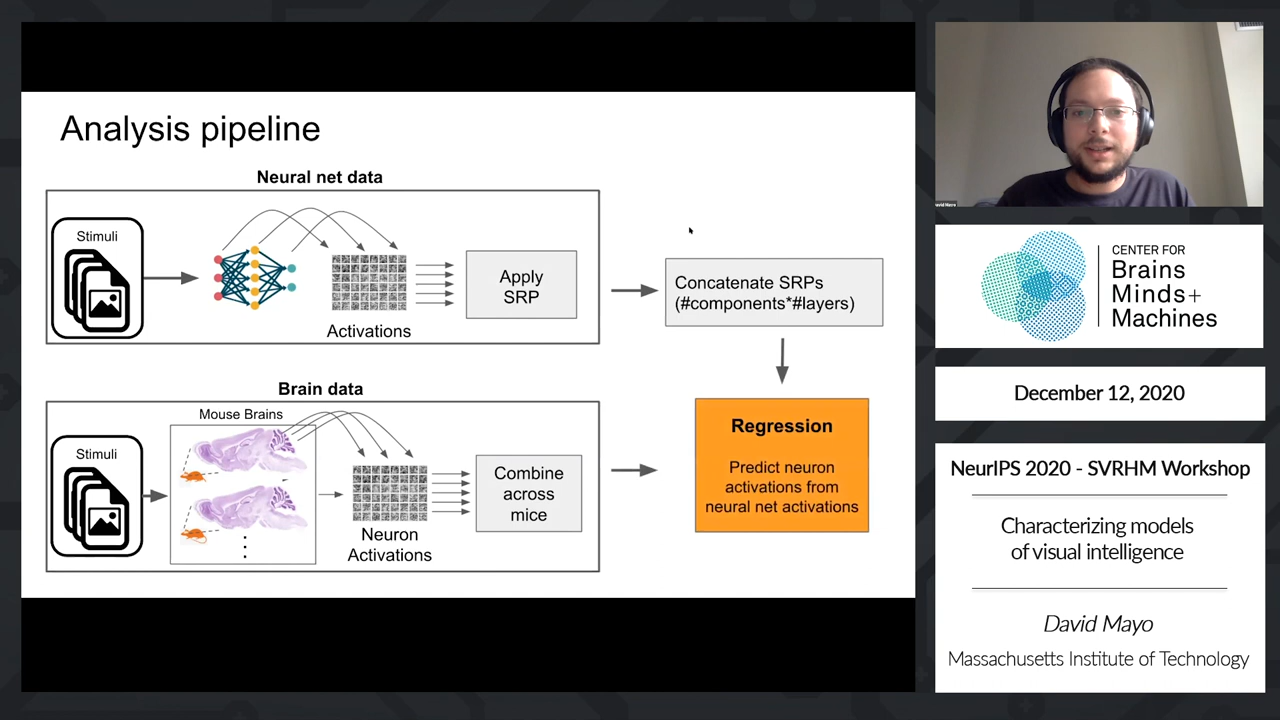 Analysis pipeline
Neural net data
Stimuli
Activations
Apply
SRP
Concatenate SRPs
(#components*#layers)
Brain data
Stimuli
Mouse Brains
Neuron
Activations
Combine
across
mice
Regression
Predict neuron
activations from
neural net activations
David Mayo
CENTER FOR
Brains
Minds+
Machines
December 12, 2020
NeurIPS 2020 - SVRHM Workshop
Characterizing models
of visual intelligence
David Mayo
Massachusetts Institute of Technology